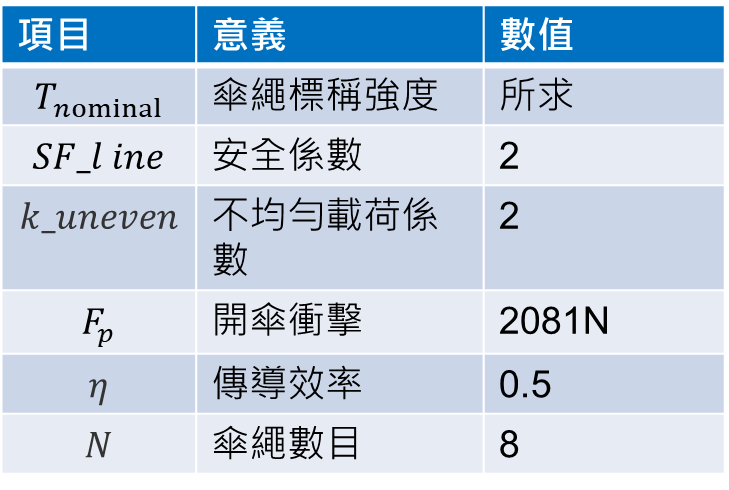 項目 意義 數值
T_nominal 傘繩標稱強度 所求
SF_l ine 安全係數 2
k_uneven 不均勻載荷係 2
數
F_p 開傘衝擊 2081N
η 傳導效率 0.5
N 傘繩數目 8